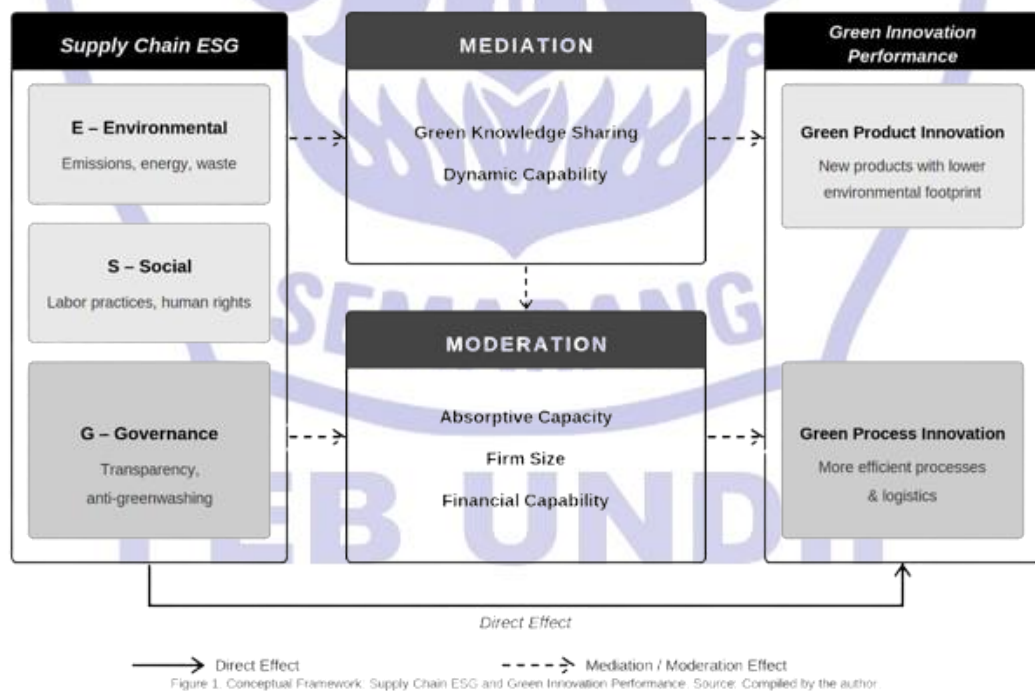 Supply Chain ESG
E – Environmental
Emissions, energy, waste
S – Social
Labor practices, human rights
G – Governance
Transparency,
anti-greenwashing
MEDIATION
Green Knowledge Sharing
Dynamic Capability
MODERATION
Absorptive Capacity
Firm Size
Financial Capability
Green Innovation
Performance
Green Product Innovation
New products with lower
environmental footprint
Green Process Innovation
More efficient processes
& logistics
SEMARANG
FEB UNDIP
Direct Effect
Direct Effect
Mediation / Moderation Effect
Figure 1. Conceptual Framework: Supply Chain ESG and Green Innovation Performance. Source: Compiled by the author